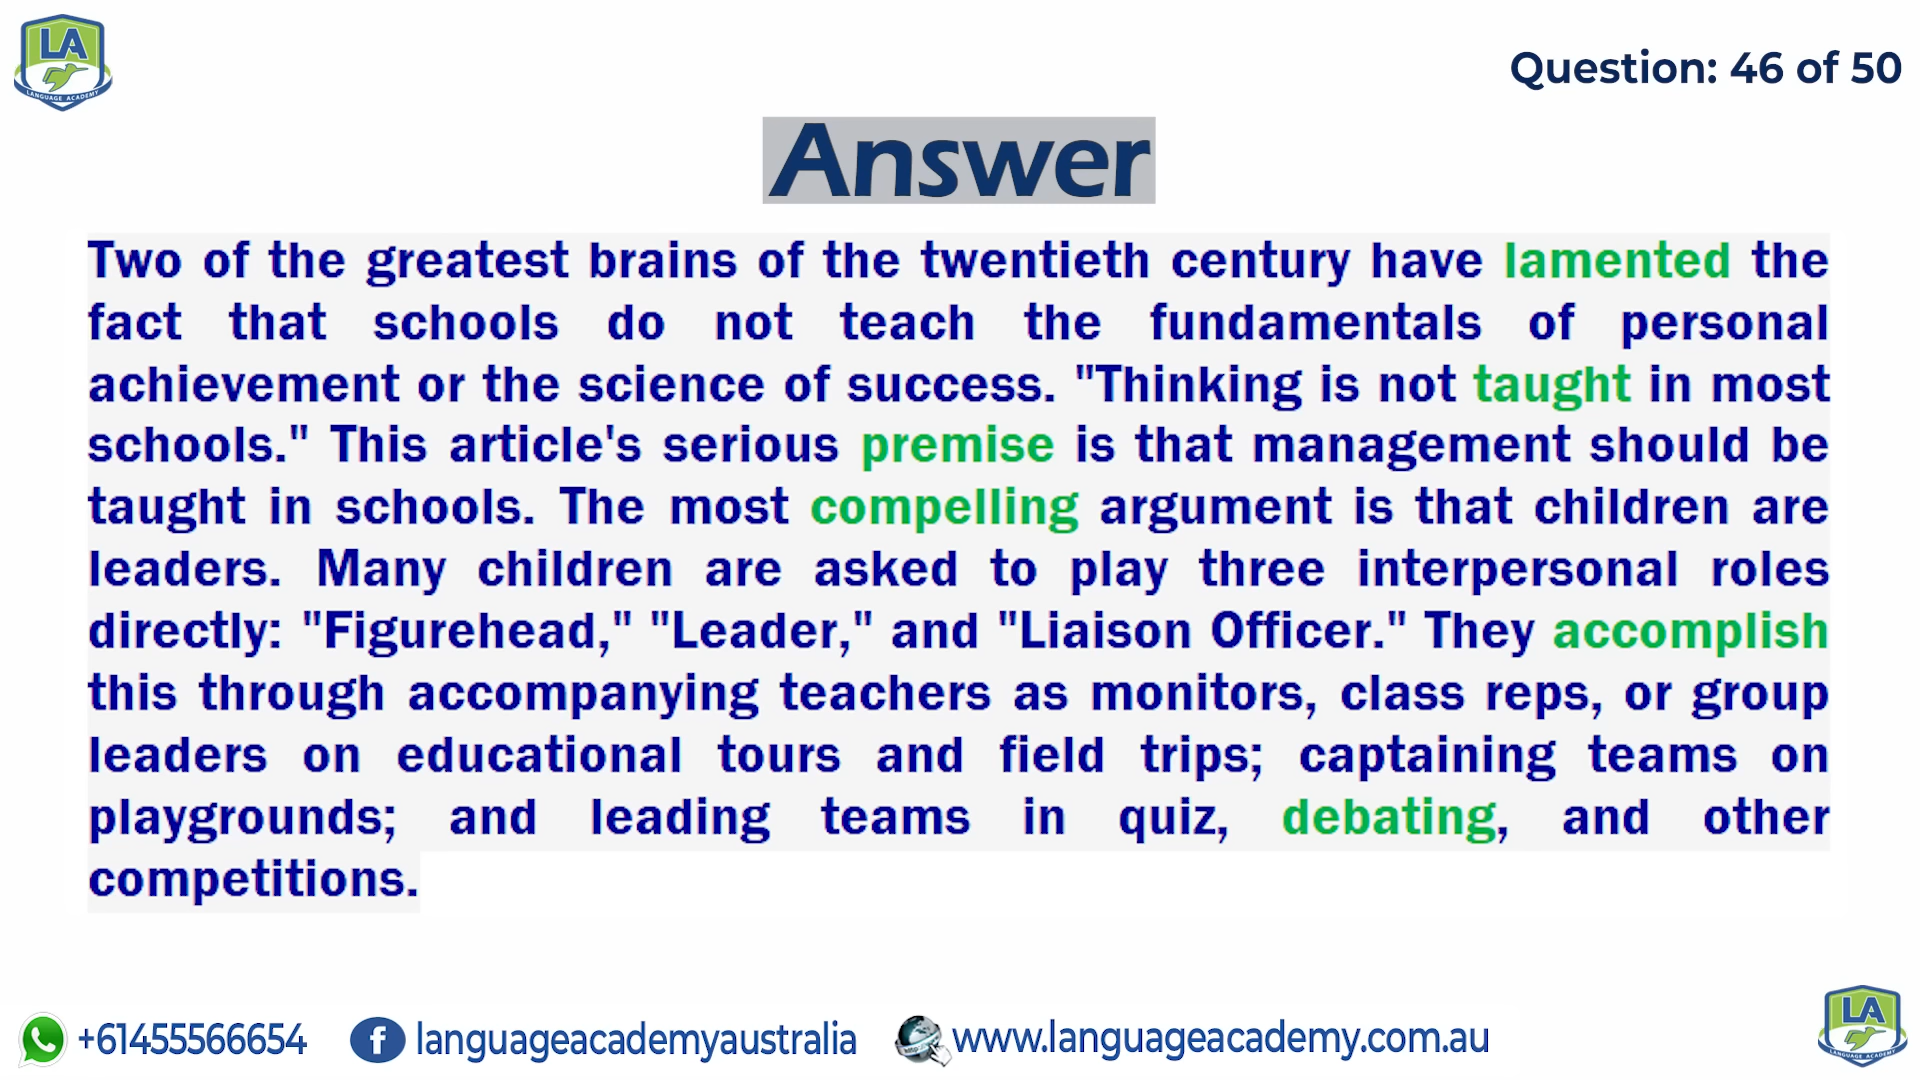 LA
LANGUAGE ACADEMY
Question: 46 of 50
Answer
Two of the greatest brains of the twentieth century have lamented the
fact that schools do not teach the fundamentals of personal
achievement or the science of success. "Thinking is not taught in most
schools." This article's serious premise is that management should be
taught in schools. The most compelling argument is that children are
leaders. Many children are asked to play three interpersonal roles
directly: "Figurehead," "Leader," and "Liaison Officer." They accomplish
this through accompanying teachers as monitors, class reps, or group
leaders on educational tours and field trips; captaining teams on
playgrounds; and leading teams in quiz, debating, and other
competitions.
+61455566654
f languageacademyaustralia
www.languageacademy.com.au
LA
LANGUAGE ACADEMY